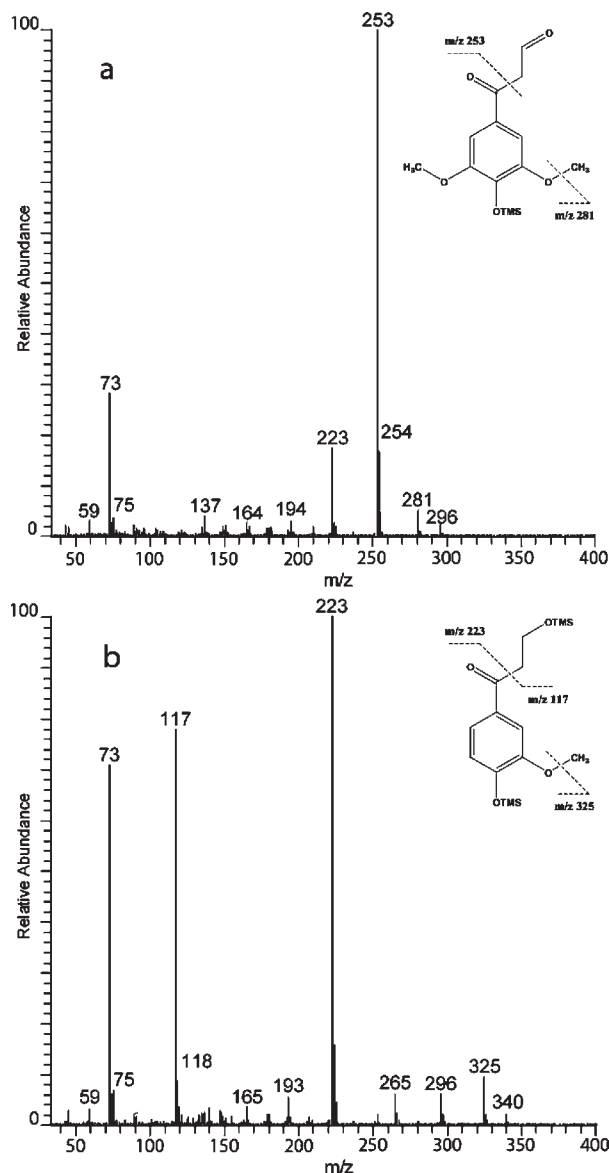 100
253
a
m/z 253
O
O
H₃C
O
O
CH₃
OTMS
m/z 281
Relative Abundance
73
223
254
59
75
137
164
194
281
296
0
50
100
150
200
250
300
350
400
m/z
100
223
b
OTMS
m/z 223
O
m/z 117
117
73
O
CH₃
OTMS
m/z 325
Relative Abundance
118
59
75
165
193
265
296
325
340
0
50
100
150
200
250
300
350
400
m/z